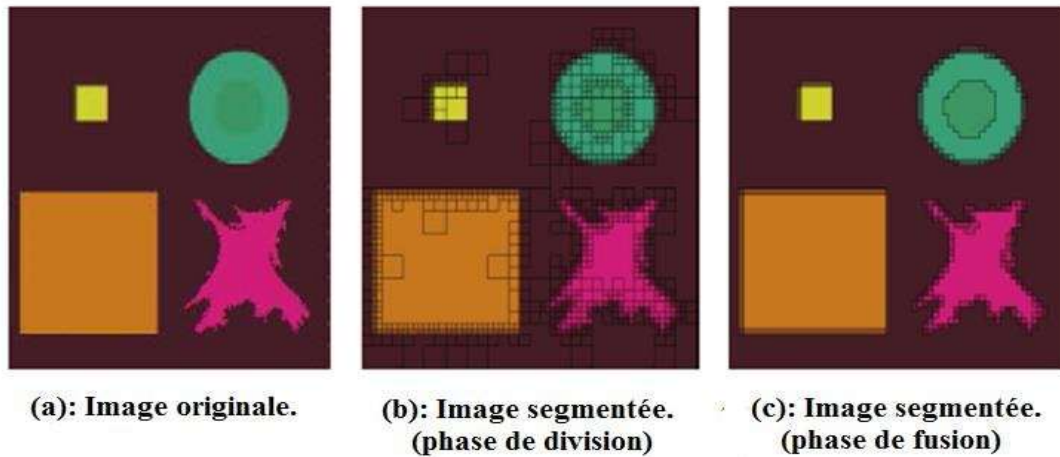 (a): Image originale.
(b): Image segmentée.
(phase de division)
(c): Image segmentée.
(phase de fusion)